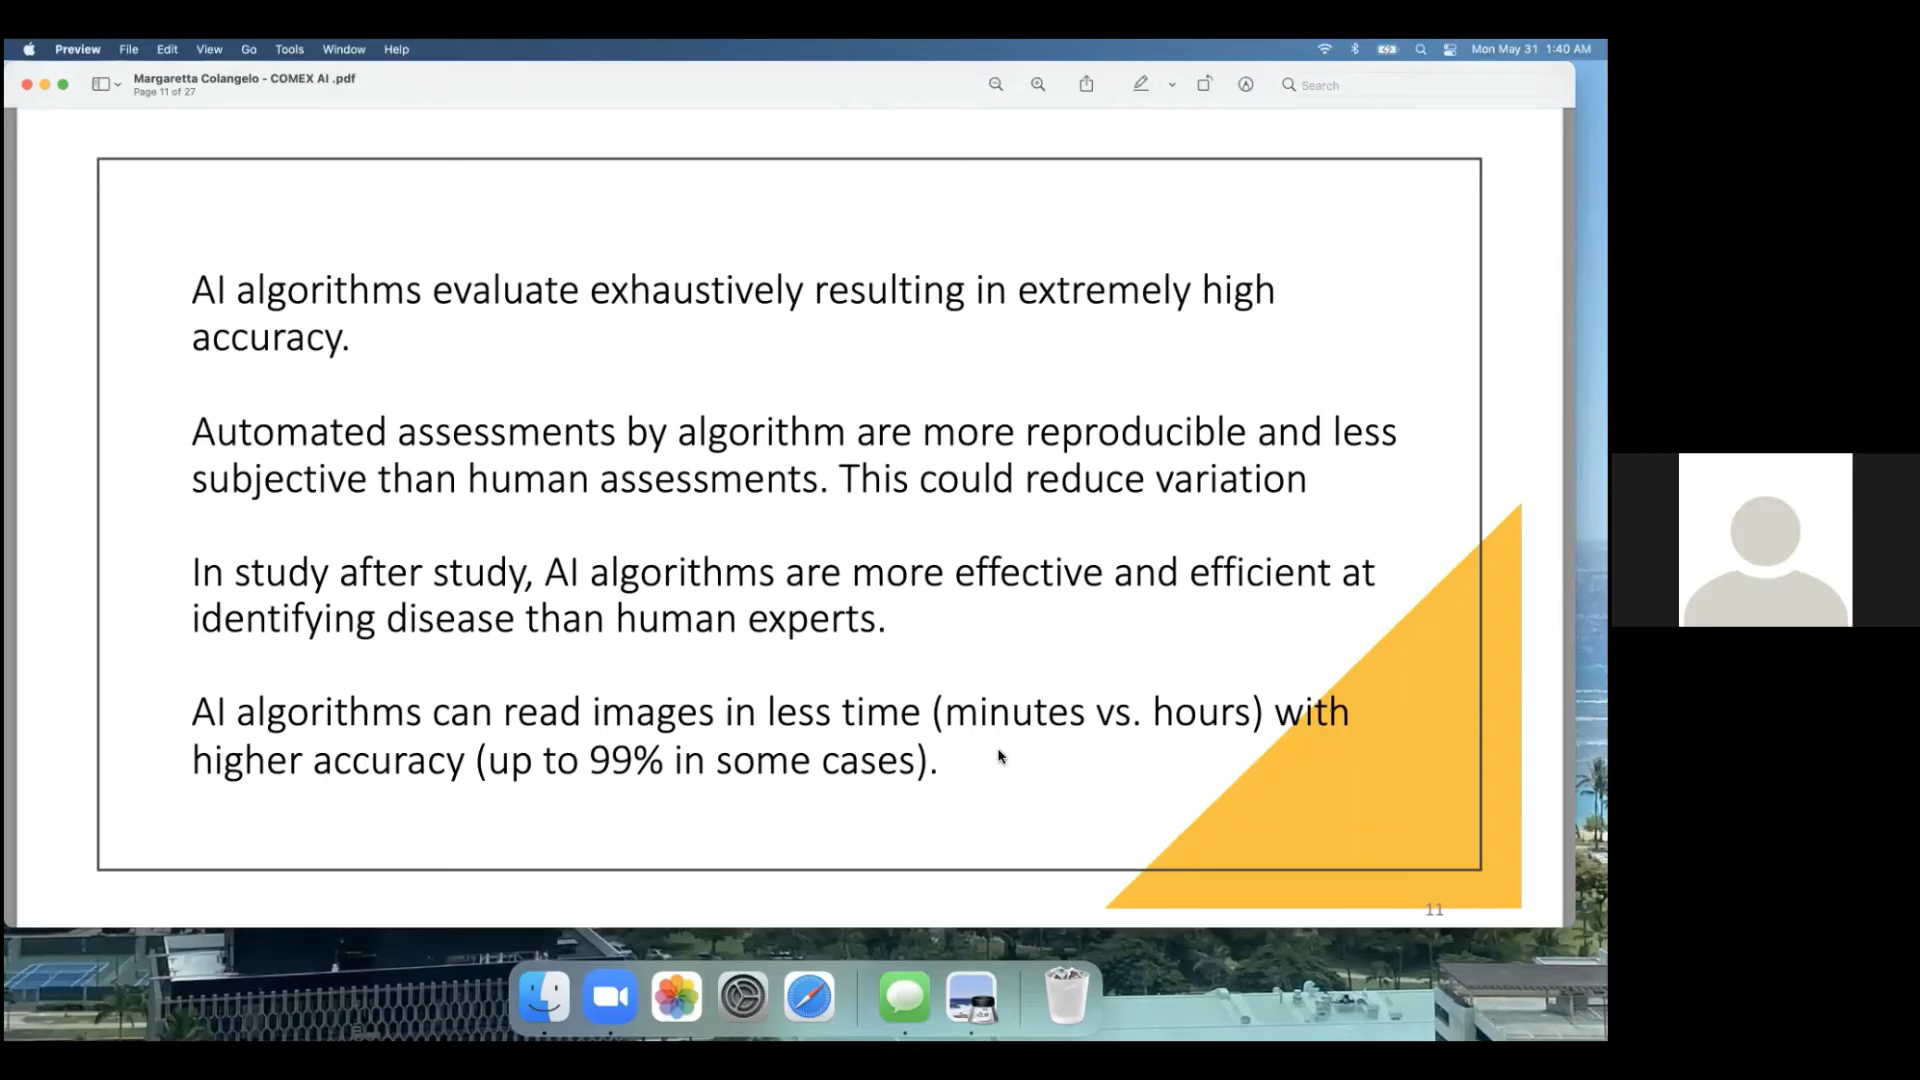 Preview File Edit View Go Tools Window Help Mon May 31 1:40 AM
Margaretta Colangelo - COMEX AI .pdf
Page 11 of 27
Search
AI algorithms evaluate exhaustively resulting in extremely high
accuracy.
Automated assessments by algorithm are more reproducible and less
subjective than human assessments. This could reduce variation
In study after study, AI algorithms are more effective and efficient at
identifying disease than human experts.
AI algorithms can read images in less time (minutes vs. hours) with
higher accuracy (up to 99% in some cases).
11